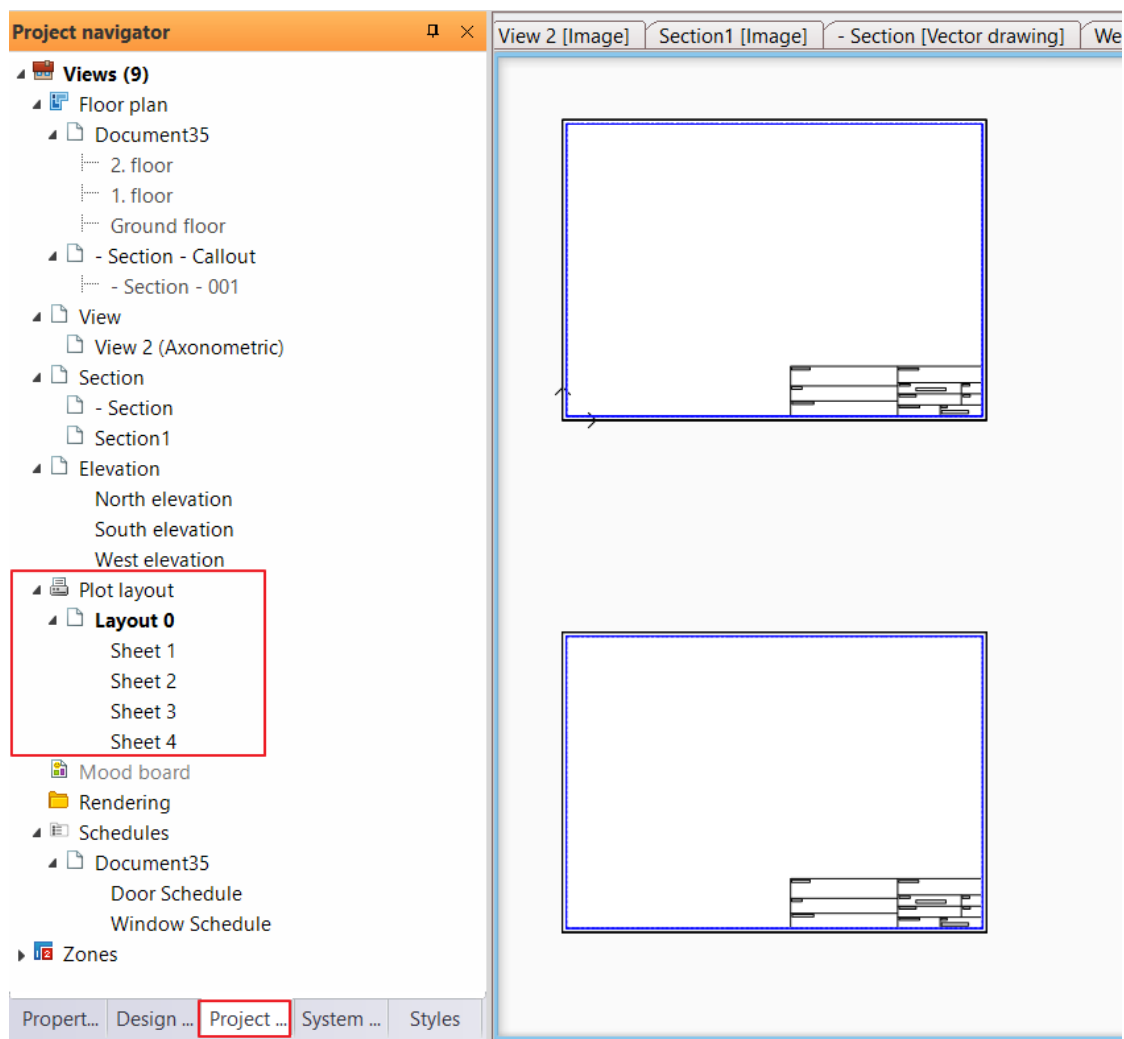 Project navigator
View 2 [Image]
Section1 [Image]
- Section [Vector drawing]
We
Views (9)
Floor plan
Document35
2. floor
1. floor
Ground floor
- Section - Callout
- Section - 001
View
View 2 (Axonometric)
Section
- Section
Section1
Elevation
North elevation
South elevation
West elevation
Plot layout
Layout 0
Sheet 1
Sheet 2
Sheet 3
Sheet 4
Mood board
Rendering
Schedules
Document35
Door Schedule
Window Schedule
Zones
Propert...
Design ...
Project ...
System ...
Styles